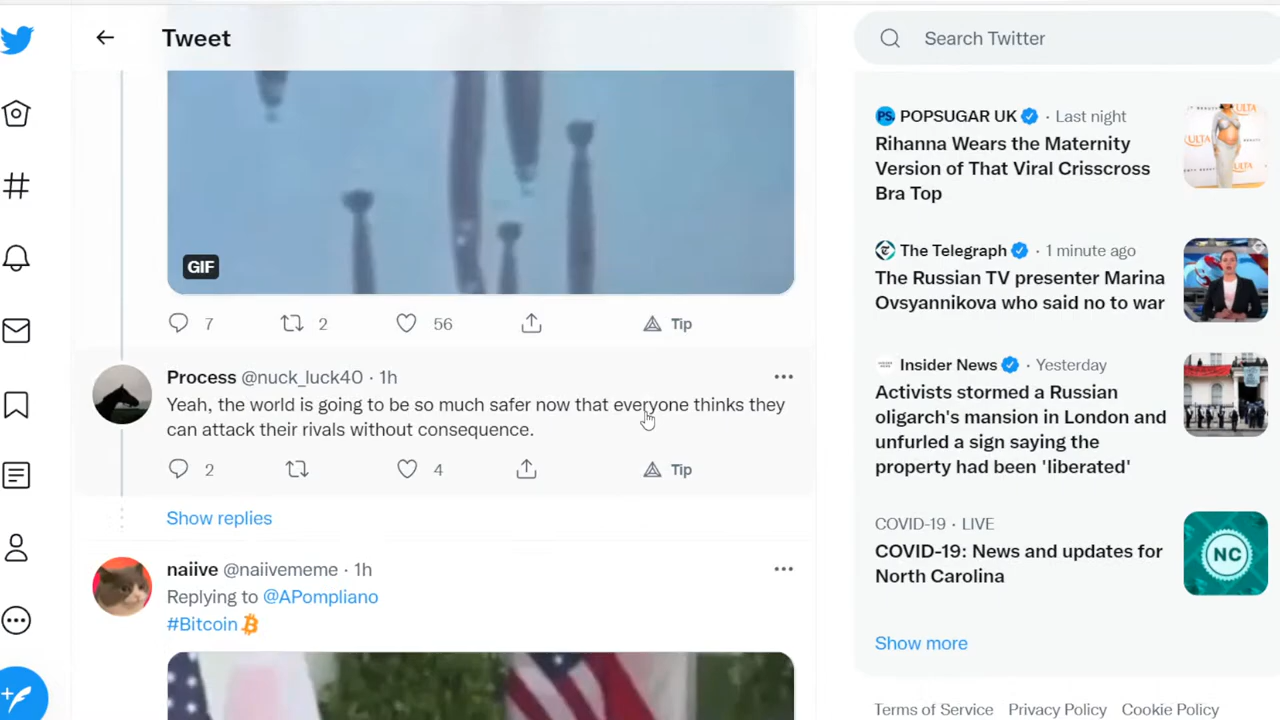 Tweet
GIF
7
2
56
Tip
Process @nuck_luck40 · 1h
Yeah, the world is going to be so much safer now that everyone thinks they
can attack their rivals without consequence.
2
4
Tip
Show replies
naiive @naiivememe · 1h
Replying to @APompliano
#Bitcoin
Search Twitter
PS.
POPSUGAR UK · Last night
Rihanna Wears the Maternity
Version of That Viral Crisscross
Bra Top
ULTA
ULTA
The Telegraph · 1 minute ago
The Russian TV presenter Marina
Ovsyannikova who said no to war
Insider News · Yesterday
Activists stormed a Russian
oligarch's mansion in London and
unfurled a sign saying the
property had been 'liberated'
COVID-19 · LIVE
COVID-19: News and updates for
North Carolina
NC
Show more
Terms of Service Privacy Policy Cookie Policy